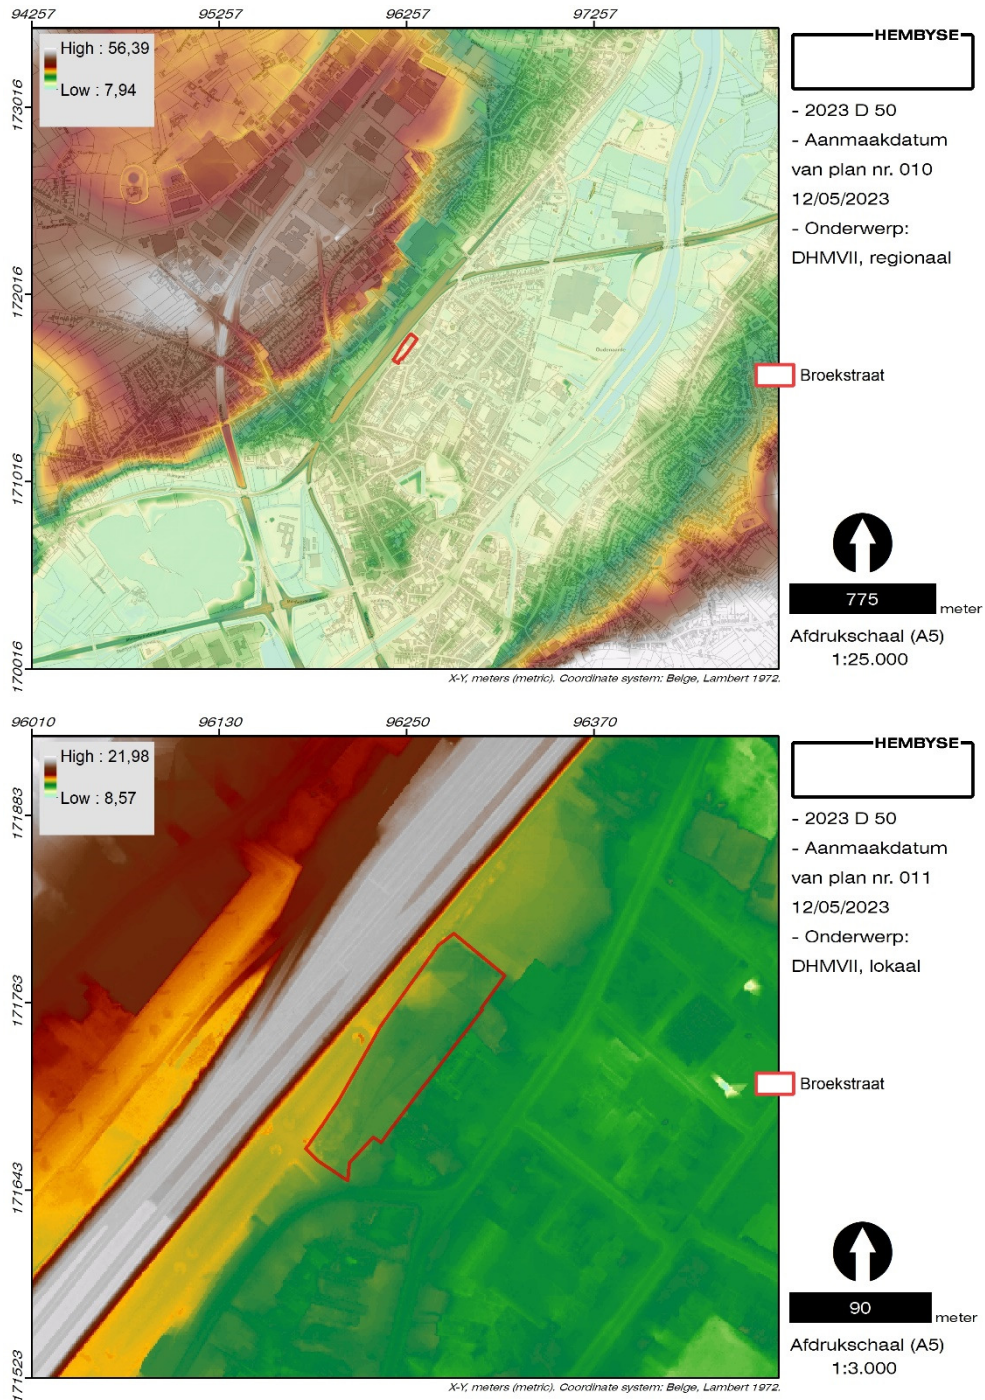 94257 95257 96257 97257
173016
172016
171016
170016
High : 56,39
Low : 7,94
HEMBYSE
- 2023 D 50
- Aanmaakdatum
van plan nr. 010
12/05/2023
- Onderwerp:
DHMVII, regionaal
Broekstraat
775 meter
Afdrukschaal (A5)
1:25.000
X-Y, meters (metric). Coordinate system: Belge, Lambert 1972.
96010 96130 96250 96370
171883
171763
171643
171523
High : 21,98
Low : 8,57
HEMBYSE
- 2023 D 50
- Aanmaakdatum
van plan nr. 011
12/05/2023
- Onderwerp:
DHMVII, lokaal
Broekstraat
90 meter
Afdrukschaal (A5)
1:3.000
X-Y, meters (metric). Coordinate system: Belge, Lambert 1972.